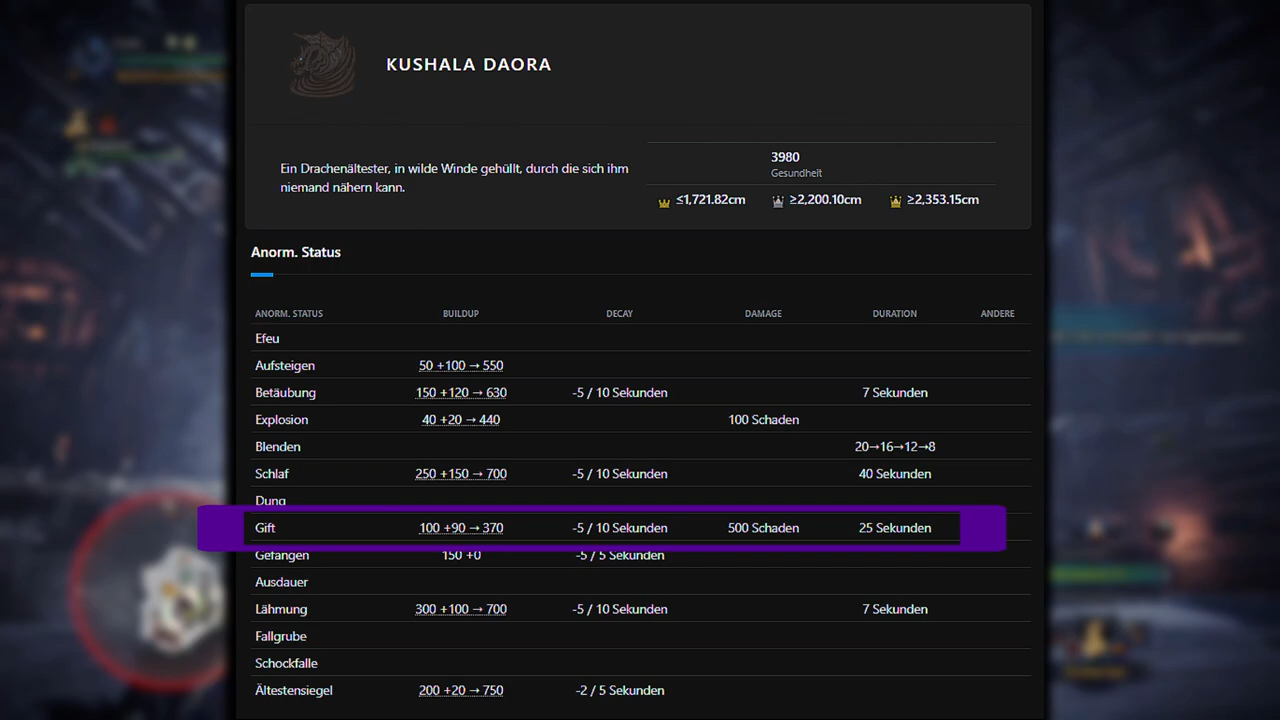 KUSHALA DAORA
Ein Drachenältester, in wilde Winde gehüllt, durch die sich ihm
niemand nähern kann.
3980
Gesundheit
≤1,721.82cm ≥2,200.10cm ≥2,353.15cm
Anorm. Status
ANORM. STATUS BUILDUP DECAY DAMAGE DURATION ANDERE
Efeu
Aufsteigen 50 +100 → 550
Betäubung 150 +120 → 630 -5 / 10 Sekunden 7 Sekunden
Explosion 40 +20 → 440 100 Schaden
Blenden 20→16→12→8
Schlaf 250 +150 → 700 -5 / 10 Sekunden 40 Sekunden
Dung
Gift 100 +90 → 370 -5 / 10 Sekunden 500 Schaden 25 Sekunden
Gefangen 150 +0 -5 / 5 Sekunden
Ausdauer
Lähmung 300 +100 → 700 -5 / 10 Sekunden 7 Sekunden
Fallgrube
Schockfalle
Ältestensiegel 200 +20 → 750 -2 / 5 Sekunden